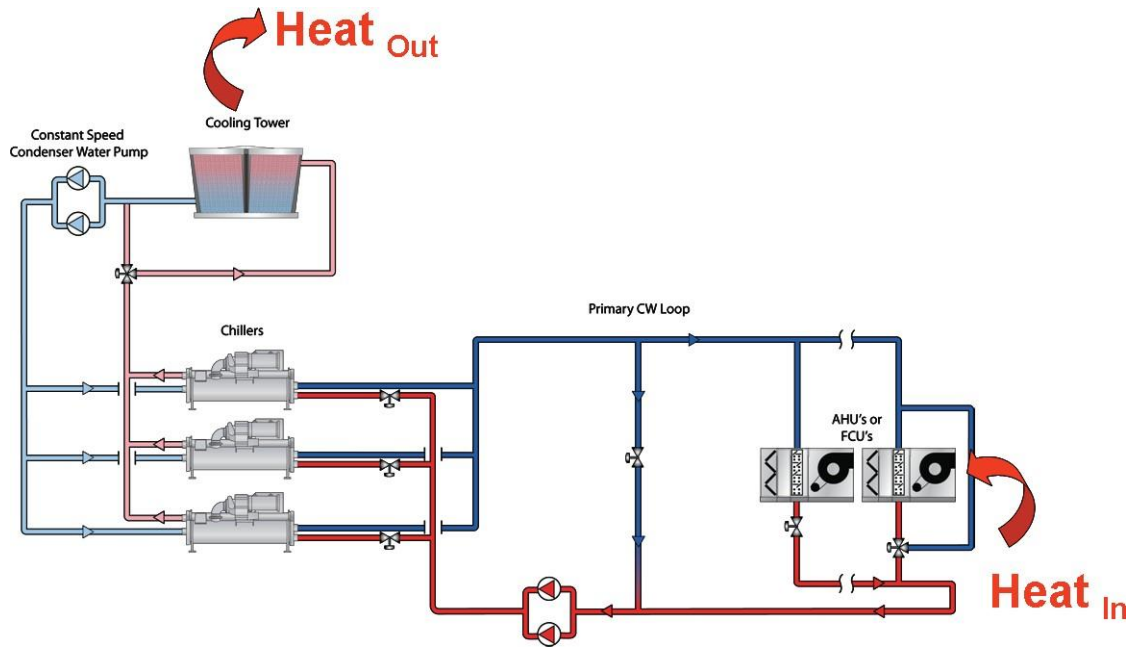 Heat Out
Cooling Tower
Constant Speed
Condenser Water Pump
Chillers
Primary CW Loop
AHU's or
FCU's
Heat In